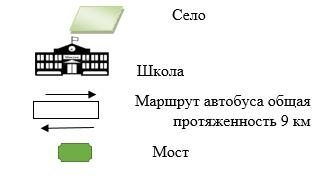 Село
Школа
Маршрут автобуса общая
протяженность 9 км
Мост